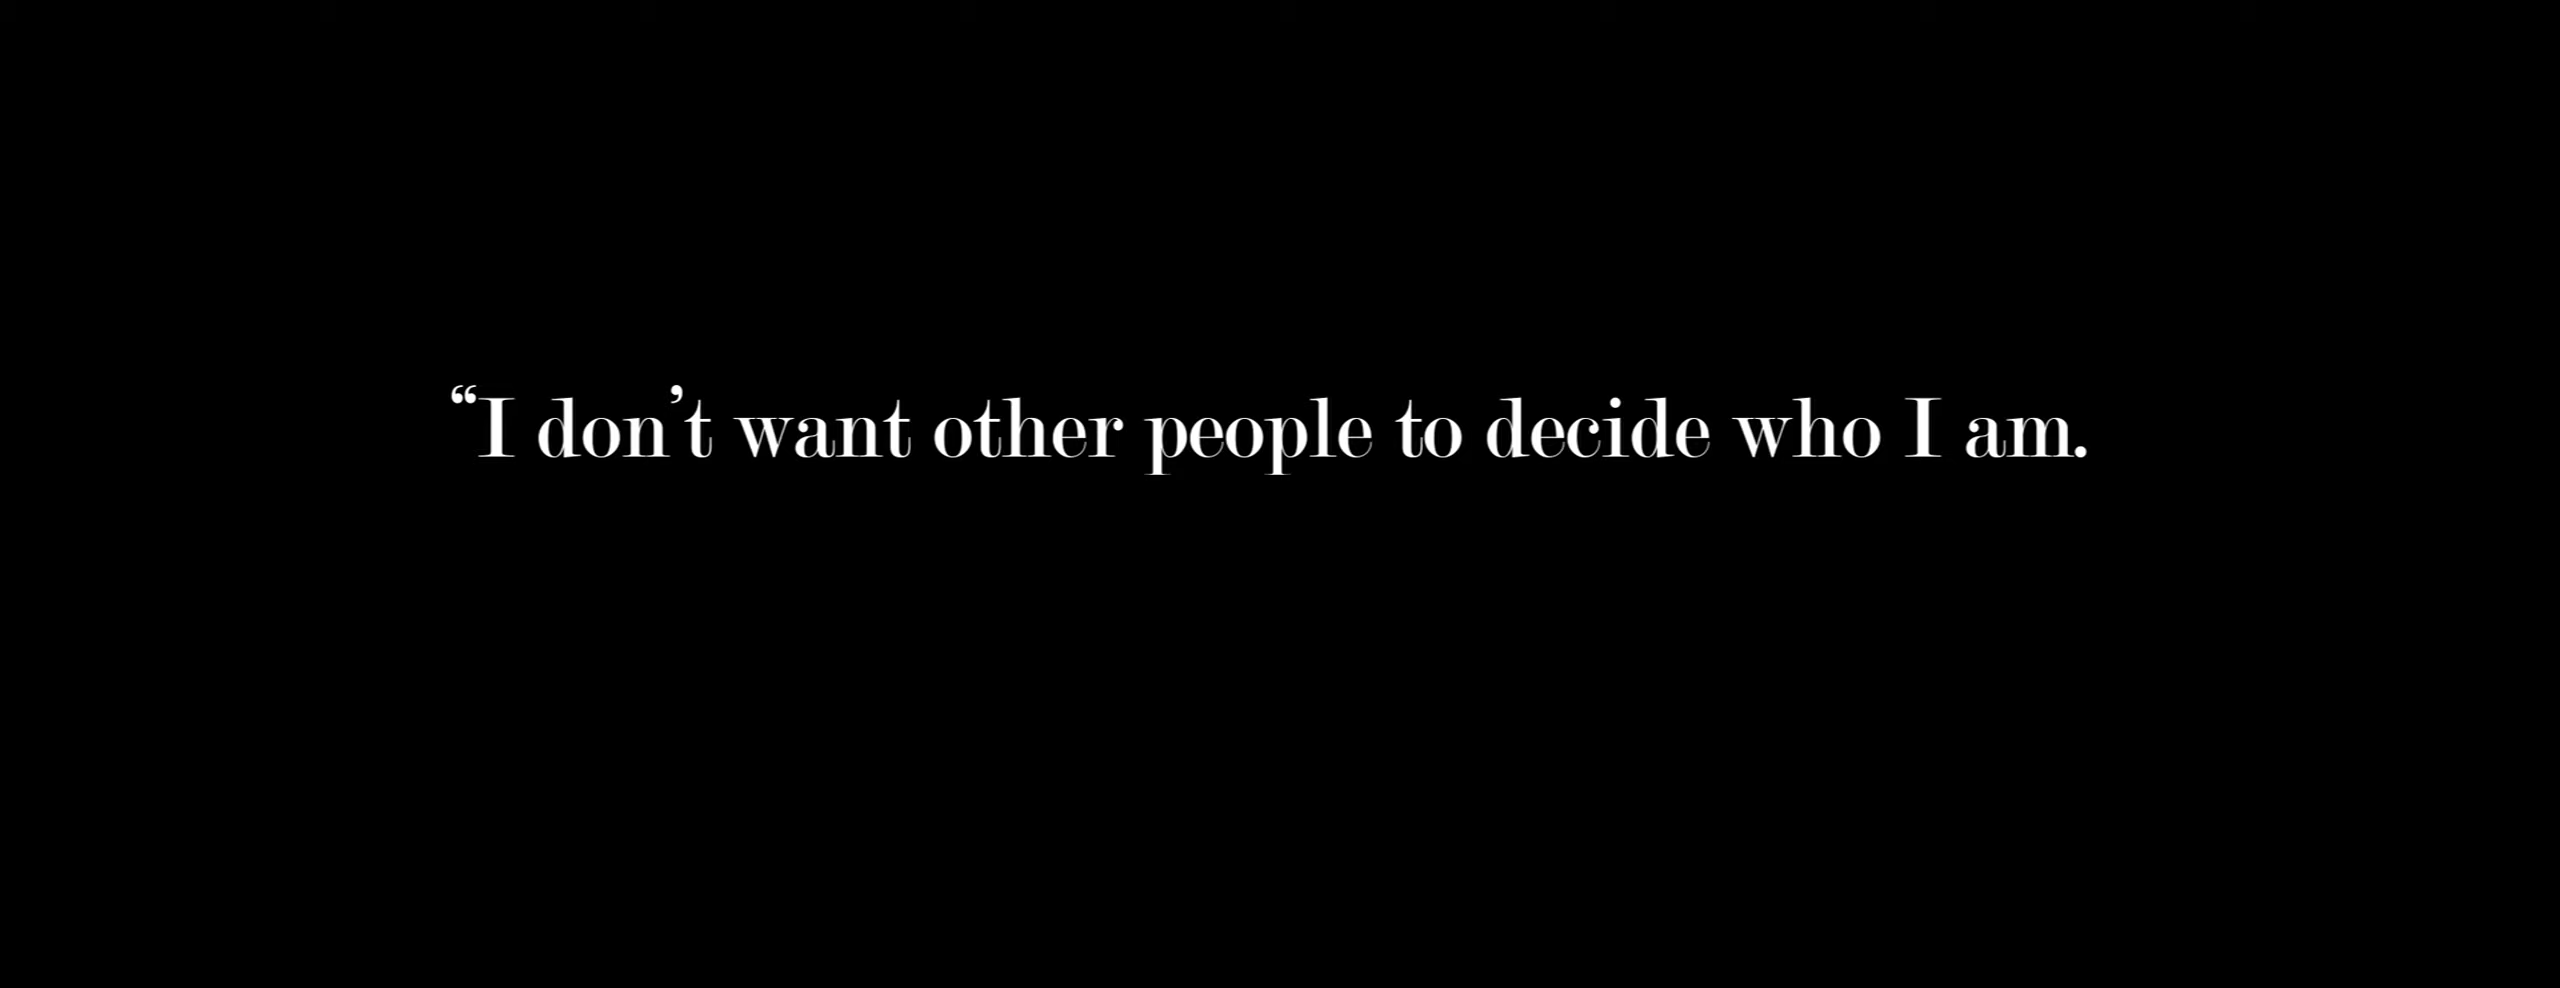 “I don’t want other people to decide who I am.